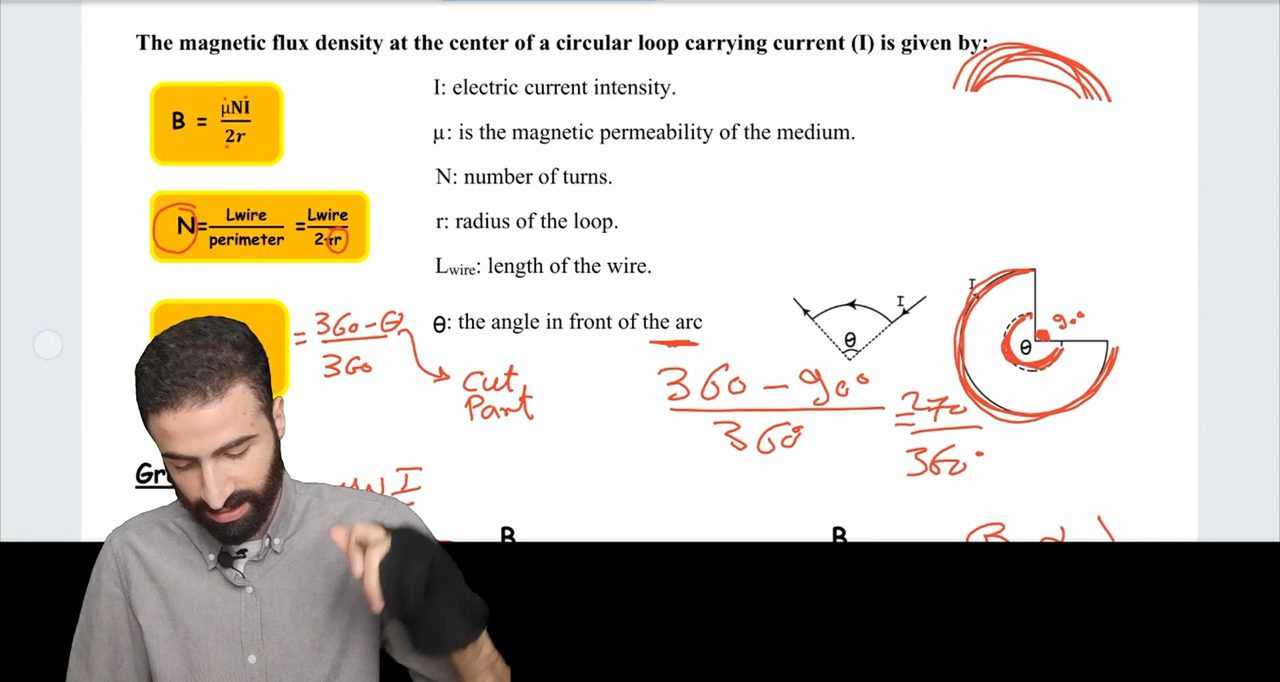 The magnetic flux density at the center of a circular loop carrying current (I) is given by:
B = μNI / 2r
I: electric current intensity.
μ: is the magnetic permeability of the medium.
N: number of turns.
N= Lwire / perimeter = Lwire / 2πr
r: radius of the loop.
Lwire: length of the wire.
= 360-θ / 360
θ: the angle in front of the arc
I
θ
I
θ
90°
Cut
Part
360 - 90° / 360°
= 270 / 360°
Gr
μN I
B
B
B α